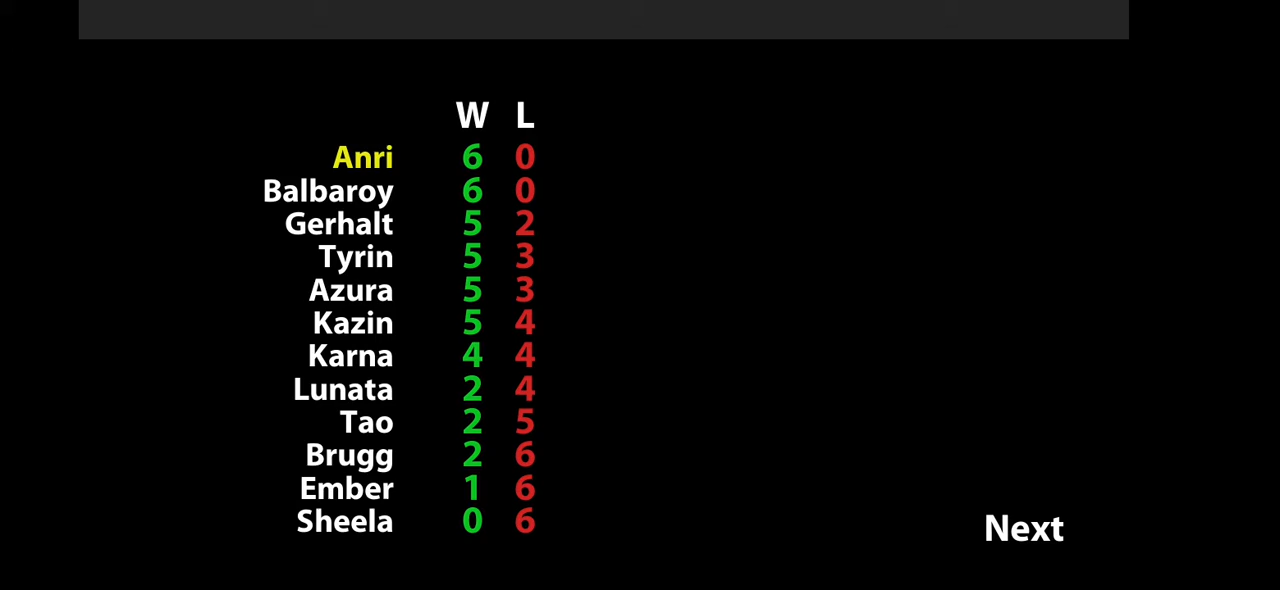 W L
Anri 6 0
Balbaroy 6 0
Gerhalt 5 2
Tyrin 5 3
Azura 5 3
Kazin 5 4
Karna 4 4
Lunata 2 4
Tao 2 5
Brugg 2 6
Ember 1 6
Sheela 0 6
Next